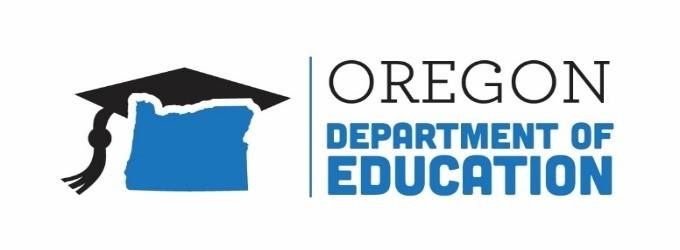 OREGON
DEPARTMENT OF
EDUCATION